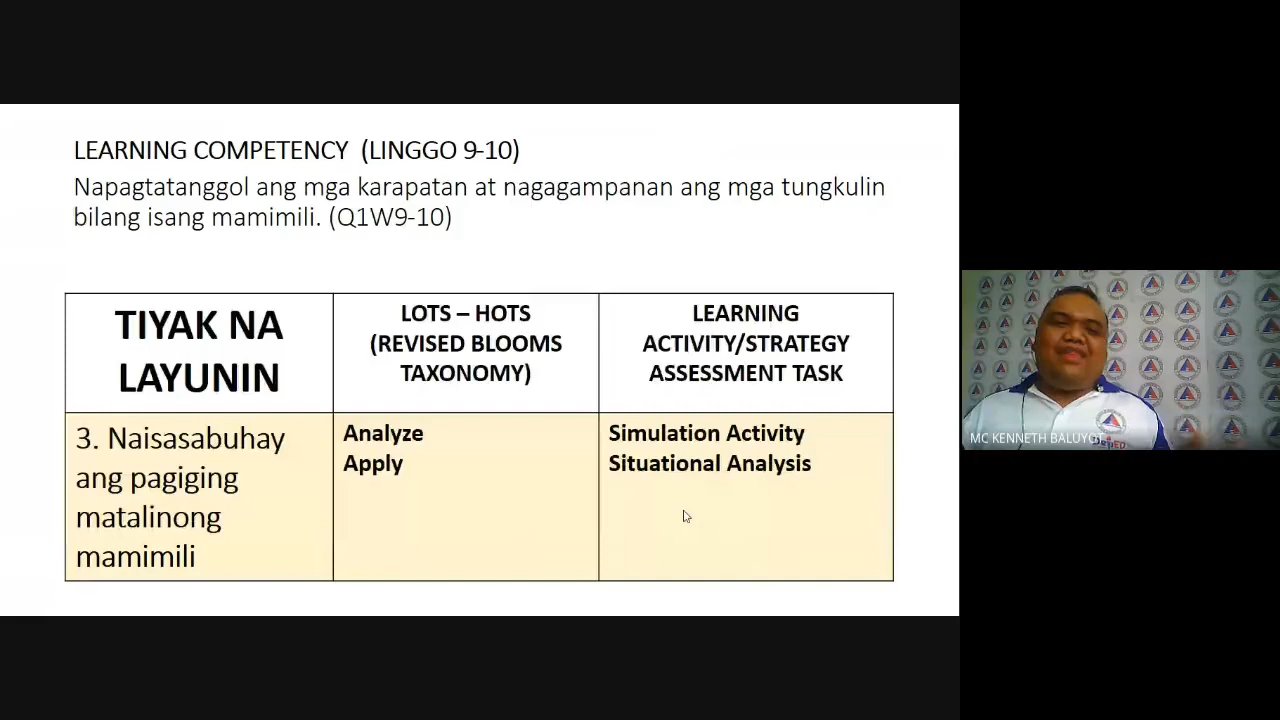 LEARNING COMPETENCY (LINGGO 9-10)
Napagtatanggol ang mga karapatan at nagagampanan ang mga tungkulin
bilang isang mamimili. (Q1W9-10)
TIYAK NA
LAYUNIN
LOTS – HOTS
(REVISED BLOOMS
TAXONOMY)
LEARNING
ACTIVITY/STRATEGY
ASSESSMENT TASK
3. Naisasabuhay
ang pagiging
matalinong
mamimili
Analyze
Apply
Simulation Activity
Situational Analysis
MC KENNETH BALUYOT